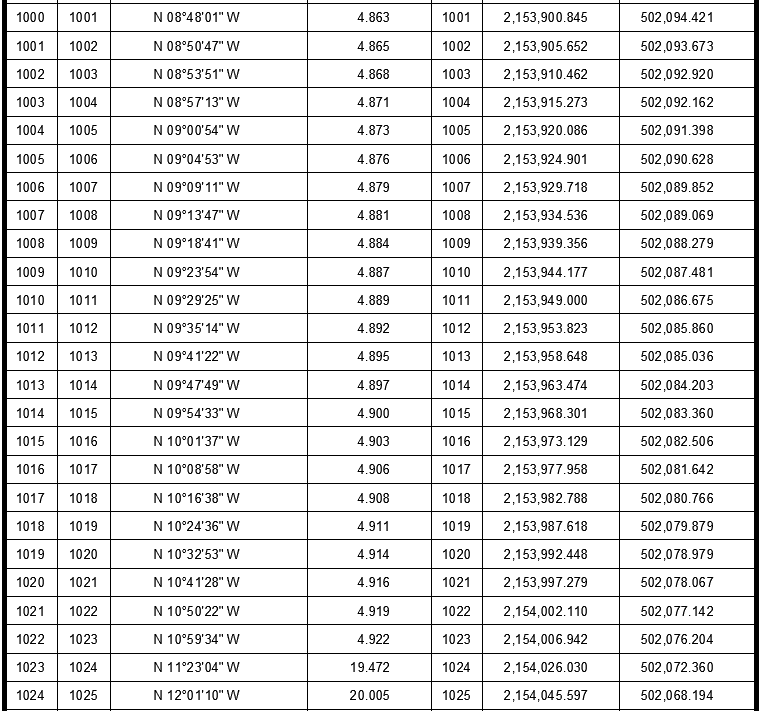 1000 1001 N 08°48'01" W 4.863 1001 2,153,900.845 502,094.421
1001 1002 N 08°50'47" W 4.865 1002 2,153,905.652 502,093.673
1002 1003 N 08°53'51" W 4.868 1003 2,153,910.462 502,092.920
1003 1004 N 08°57'13" W 4.871 1004 2,153,915.273 502,092.162
1004 1005 N 09°00'54" W 4.873 1005 2,153,920.086 502,091.398
1005 1006 N 09°04'53" W 4.876 1006 2,153,924.901 502,090.628
1006 1007 N 09°09'11" W 4.879 1007 2,153,929.718 502,089.852
1007 1008 N 09°13'47" W 4.881 1008 2,153,934.536 502,089.069
1008 1009 N 09°18'41" W 4.884 1009 2,153,939.356 502,088.279
1009 1010 N 09°23'54" W 4.887 1010 2,153,944.177 502,087.481
1010 1011 N 09°29'25" W 4.889 1011 2,153,949.000 502,086.675
1011 1012 N 09°35'14" W 4.892 1012 2,153,953.823 502,085.860
1012 1013 N 09°41'22" W 4.895 1013 2,153,958.648 502,085.036
1013 1014 N 09°47'49" W 4.897 1014 2,153,963.474 502,084.203
1014 1015 N 09°54'33" W 4.900 1015 2,153,968.301 502,083.360
1015 1016 N 10°01'37" W 4.903 1016 2,153,973.129 502,082.506
1016 1017 N 10°08'58" W 4.906 1017 2,153,977.958 502,081.642
1017 1018 N 10°16'38" W 4.908 1018 2,153,982.788 502,080.766
1018 1019 N 10°24'36" W 4.911 1019 2,153,987.618 502,079.879
1019 1020 N 10°32'53" W 4.914 1020 2,153,992.448 502,078.979
1020 1021 N 10°41'28" W 4.916 1021 2,153,997.279 502,078.067
1021 1022 N 10°50'22" W 4.919 1022 2,154,002.110 502,077.142
1022 1023 N 10°59'34" W 4.922 1023 2,154,006.942 502,076.204
1023 1024 N 11°23'04" W 19.472 1024 2,154,026.030 502,072.360
1024 1025 N 12°01'10" W 20.005 1025 2,154,045.597 502,068.194